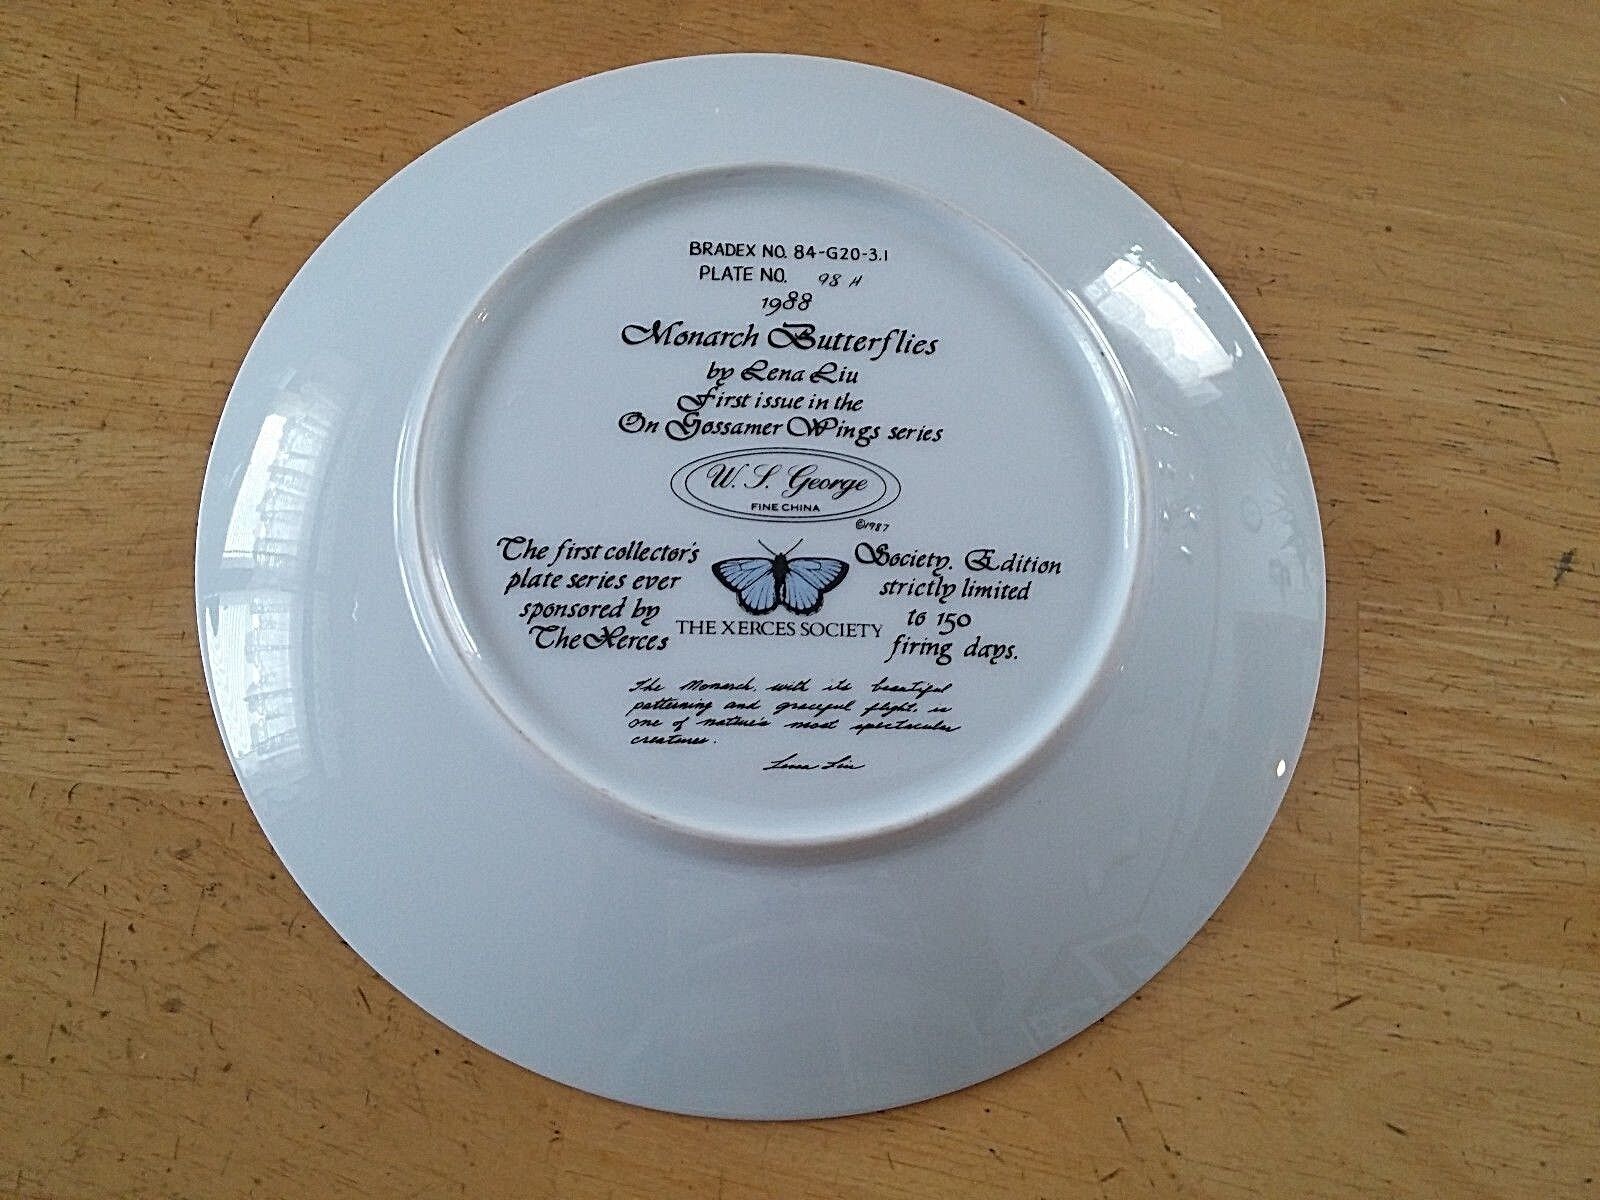 BRADEX NO. 84-G20-3.1
PLATE NO. 98 H
1988
Monarch Butterflies
by Lena Liu
First issue in the
On Gossamer Wings series
W. S. George
FINE CHINA
©1987
The first collector's
plate series ever
sponsored by
The Xerces
THE XERCES SOCIETY
Society. Edition
strictly limited
to 150
firing days.
The Monarch, with its beautiful
patterning and graceful flight, is
one of nature's most spectacular
creatures.
Lena Liu